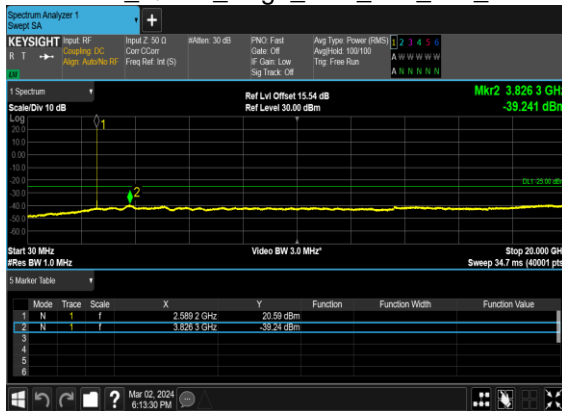 Spectrum Analyzer 1
Swept SA
+
KEYSIGHT Input: RF Input Z: 50 Ω #Atten: 30 dB PNO: Fast Avg Type: Power (RMS) 1 2 3 4 5 6
R T Coupling: DC Corr CCorr Gate: Off Avg|Hold: 100/100 A W W W W W
Align: Auto/No RF Freq Ref: Int (S) IF Gain: Low Trig: Free Run
Sig Track: Off A N N N N N
1 Spectrum
Ref Lvl Offset 15.54 dB Mkr2 3.826 3 GHz
Scale/Div 10 dB Ref Level 30.00 dBm -39.241 dBm
Log
20.0
10.0
0.00
-10.0
-20.0
-30.0
-40.0
-50.0
-60.0
1
2
DL1 -25.00 dBm
Start 30 MHz Video BW 3.0 MHz* Stop 20.000 GH
#Res BW 1.0 MHz Sweep 34.7 ms (40001 pts
5 Marker Table
Mode Trace Scale X Y Function Function Width Function Value
1 N 1 f 2.589 2 GHz 20.59 dBm
2 N 1 f 3.826 3 GHz -39.24 dBm
3
4
5
6
? Mar 02, 2024
6:13:30 PM